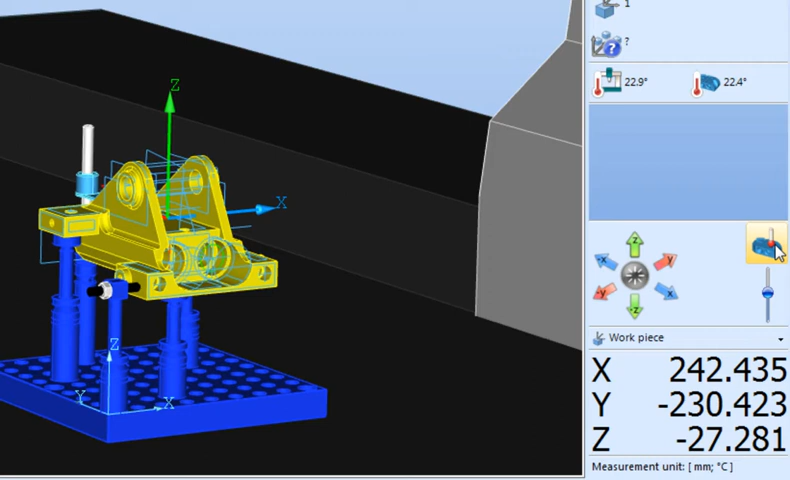 1
?
22.9°
22.4°
Z
X
Z
Y
X
z
-x
y
-y
x
-z
Work piece
X 242.435
Y -230.423
Z -27.281
Measurement unit: [ mm; °C ]